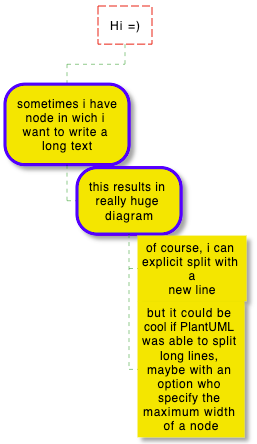 Hi =)
sometimes i have
node in wich i
want to write a
long text
this results in
really huge
diagram
of course, i can
explicit split with
a
new line
but it could be
cool if PlantUML
was able to split
long lines,
maybe with an
option who
specify the
maximum width
of a node